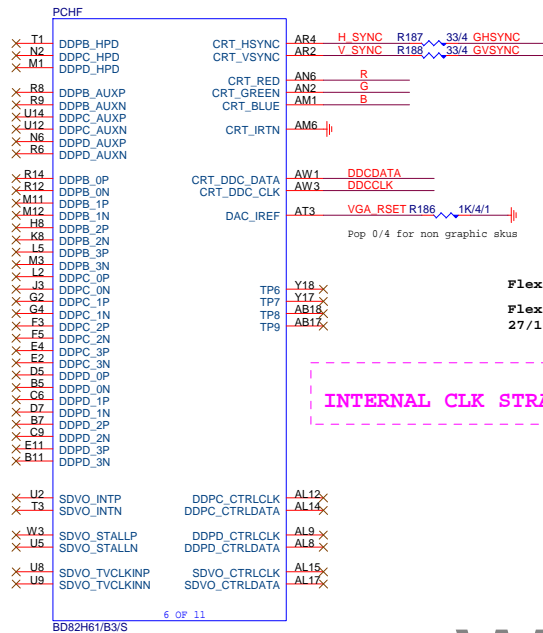 PCHF
T1 DDPB_HPD CRT_HSYNC AR4 H_SYNC R187 33/4 GHSYNC
N2 DDPC_HPD CRT_VSYNC AR2 V_SYNC R188 33/4 GVSYNC
M1 DDPD_HPD
CRT_RED AN6 R
R8 DDPB_AUXP CRT_GREEN AN2 G
R9 DDPB_AUXN CRT_BLUE AM1 B
U14 DDPC_AUXP
U12 DDPC_AUXN CRT_IRTN AM6
N6 DDPD_AUXP
R6 DDPD_AUXN
R14 DDPB_0P CRT_DDC_DATA AW1 DDCDATA
R12 DDPB_0N CRT_DDC_CLK AW3 DDCCLK
M11 DDPB_1P
M12 DDPB_1N DAC_IREF AT3 VGA_RSET R186 1K/4/1
H8 DDPB_2P
K8 DDPB_2N Pop 0/4 for non graphic skus
L5 DDPB_3P
M3 DDPB_3N
L2 DDPC_0P
J3 DDPC_0N TP6 Y18 Flex
G2 DDPC_1P TP7 Y17
G4 DDPC_1N TP8 AB18 Flex
F3 DDPC_2P TP9 AB17 27/1
F5 DDPC_2N
E4 DDPC_3P
E2 DDPC_3N
D5 DDPD_0P
B5 DDPD_0N
C6 DDPD_1P INTERNAL CLK STRA
D7 DDPD_1N
B7 DDPD_2P
C9 DDPD_2N
E11 DDPD_3P
B11 DDPD_3N
U2 SDVO_INTP DDPC_CTRLCLK AL12
T3 SDVO_INTN DDPC_CTRLDATA AL14
W3 SDVO_STALLP DDPD_CTRLCLK AL9
U5 SDVO_STALLN DDPD_CTRLDATA AL8
U8 SDVO_TVCLKINP SDVO_CTRLCLK AL15
U9 SDVO_TVCLKINN SDVO_CTRLDATA AL17
6 OF 11
BD82H61/B3/S